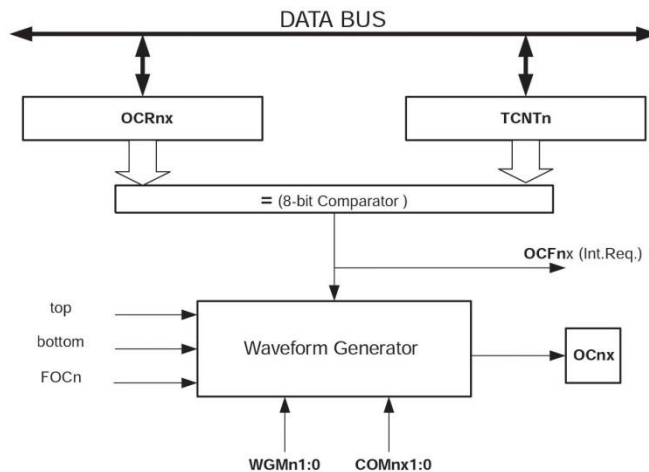 DATA BUS
OCRnx
TCNTn
= (8-bit Comparator )
OCFnx (Int.Req.)
top
bottom
FOCn
Waveform Generator
OCnx
WGMn1:0
COMnx1:0